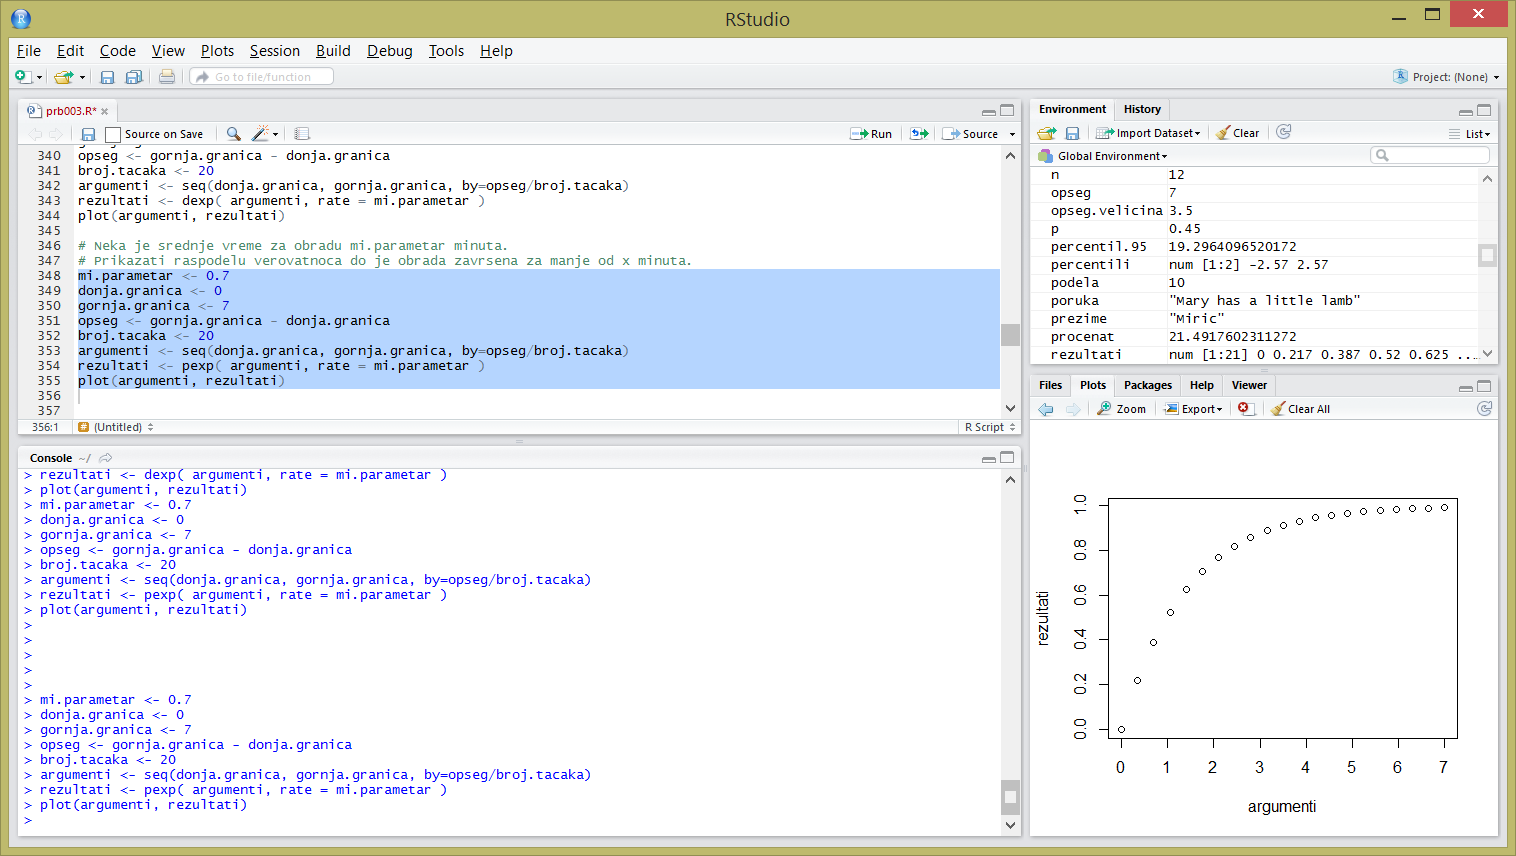 RStudio
File Edit Code View Plots Session Build Debug Tools Help
Go to file/function
Project: (None)
prb003.R*
Source on Save
Run
Source
340 opseg <- gornja.granica - donja.granica
341 broj.tacaka <- 20
342 argumenti <- seq(donja.granica, gornja.granica, by=opseg/broj.tacaka)
343 rezultati <- dexp( argumenti, rate = mi.parametar )
344 plot(argumenti, rezultati)
345
346 # Neka je srednje vreme za obradu mi.parametar minuta.
347 # Prikazati raspodelu verovatnoca do je obrada zavrsena za manje od x minuta.
348 mi.parametar <- 0.7
349 donja.granica <- 0
350 gornja.granica <- 7
351 opseg <- gornja.granica - donja.granica
352 broj.tacaka <- 20
353 argumenti <- seq(donja.granica, gornja.granica, by=opseg/broj.tacaka)
354 rezultati <- pexp( argumenti, rate = mi.parametar )
355 plot(argumenti, rezultati)
356
357
356:1 # (Untitled) R Script
Console ~/
> rezultati <- dexp( argumenti, rate = mi.parametar )
> plot(argumenti, rezultati)
> mi.parametar <- 0.7
> donja.granica <- 0
> gornja.granica <- 7
> opseg <- gornja.granica - donja.granica
> broj.tacaka <- 20
> argumenti <- seq(donja.granica, gornja.granica, by=opseg/broj.tacaka)
> rezultati <- pexp( argumenti, rate = mi.parametar )
> plot(argumenti, rezultati)
>
>
>
>
>
> mi.parametar <- 0.7
> donja.granica <- 0
> gornja.granica <- 7
> opseg <- gornja.granica - donja.granica
> broj.tacaka <- 20
> argumenti <- seq(donja.granica, gornja.granica, by=opseg/broj.tacaka)
> rezultati <- pexp( argumenti, rate = mi.parametar )
> plot(argumenti, rezultati)
>
Environment History
Import Dataset Clear List
Global Environment
n 12
opseg 7
opseg.velicina 3.5
p 0.45
percentil.95 19.2964096520172
percentili num [1:2] -2.57 2.57
podela 10
poruka "Mary has a little lamb"
prezime "Miric"
procenat 21.4917602311272
rezultati num [1:21] 0 0.217 0.387 0.52 0.625 ...
Files Plots Packages Help Viewer
Zoom Export Clear All
rezultati
1.0
0.8
0.6
0.4
0.2
0.0
0 1 2 3 4 5 6 7
argumenti